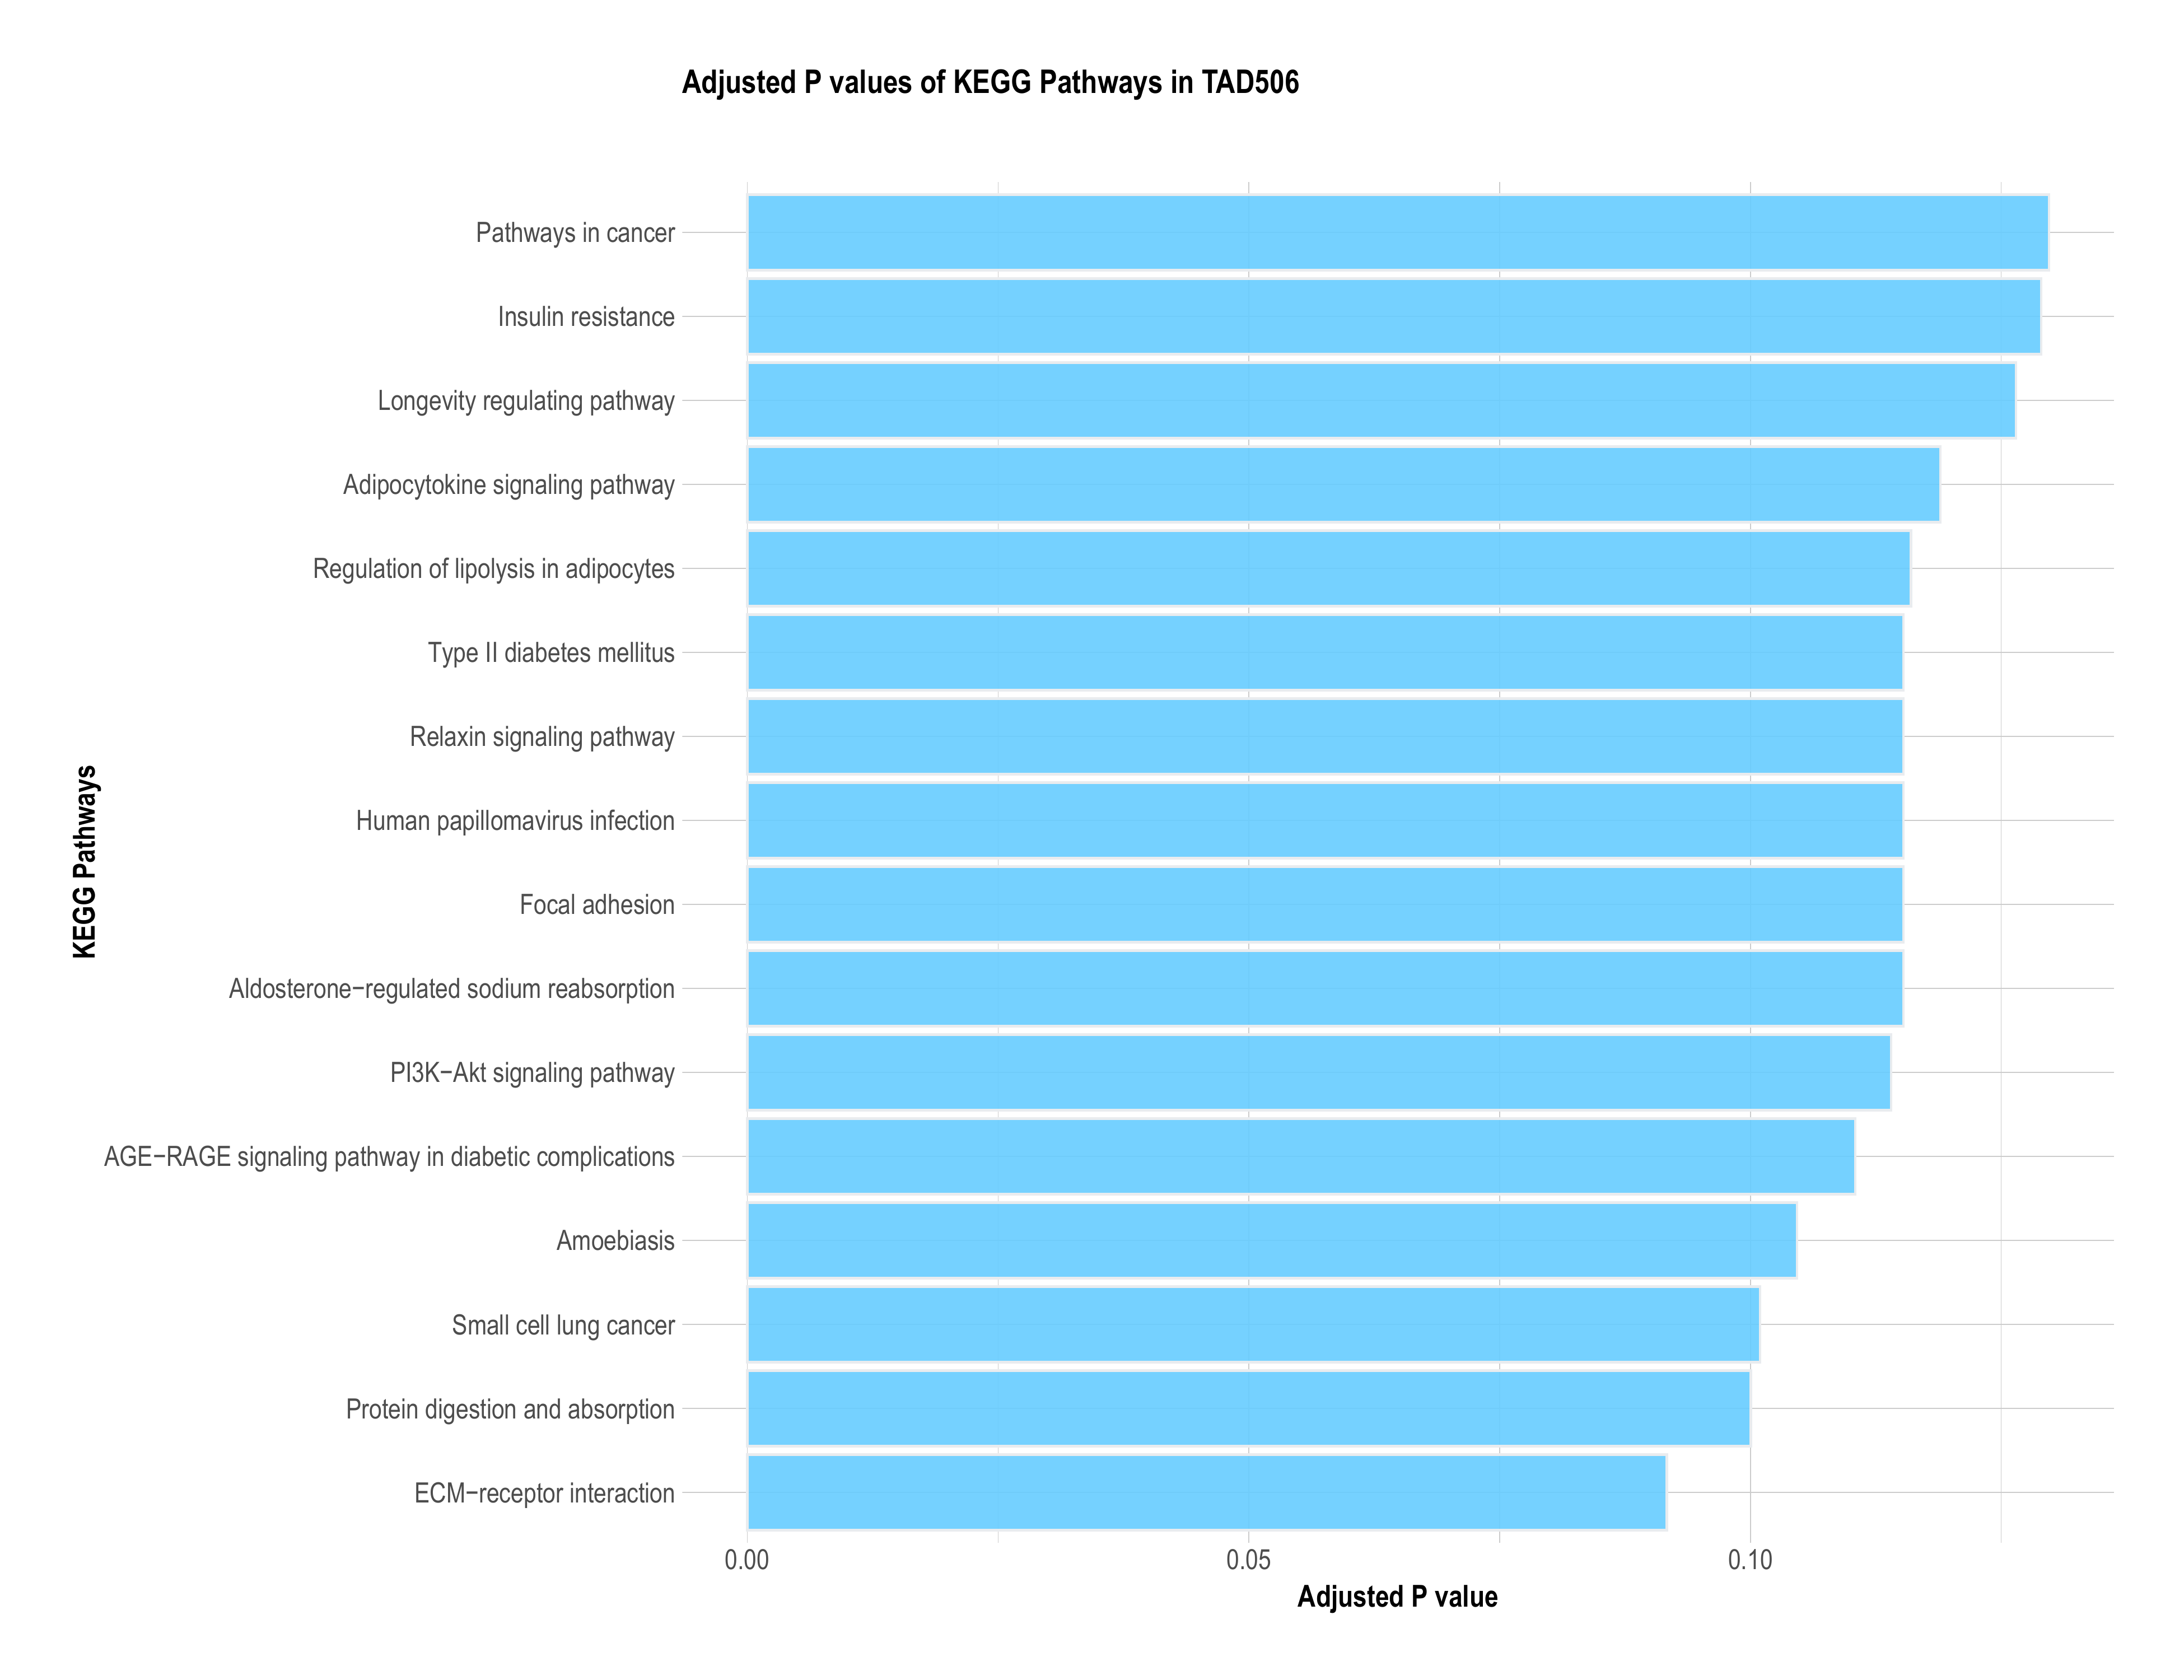 Adjusted P values of KEGG Pathways in TAD506
KEGG Pathways
Pathways in cancer
Insulin resistance
Longevity regulating pathway
Adipocytokine signaling pathway
Regulation of lipolysis in adipocytes
Type II diabetes mellitus
Relaxin signaling pathway
Human papillomavirus infection
Focal adhesion
Aldosterone−regulated sodium reabsorption
PI3K−Akt signaling pathway
AGE−RAGE signaling pathway in diabetic complications
Amoebiasis
Small cell lung cancer
Protein digestion and absorption
ECM−receptor interaction
0.00 0.05 0.10
Adjusted P value